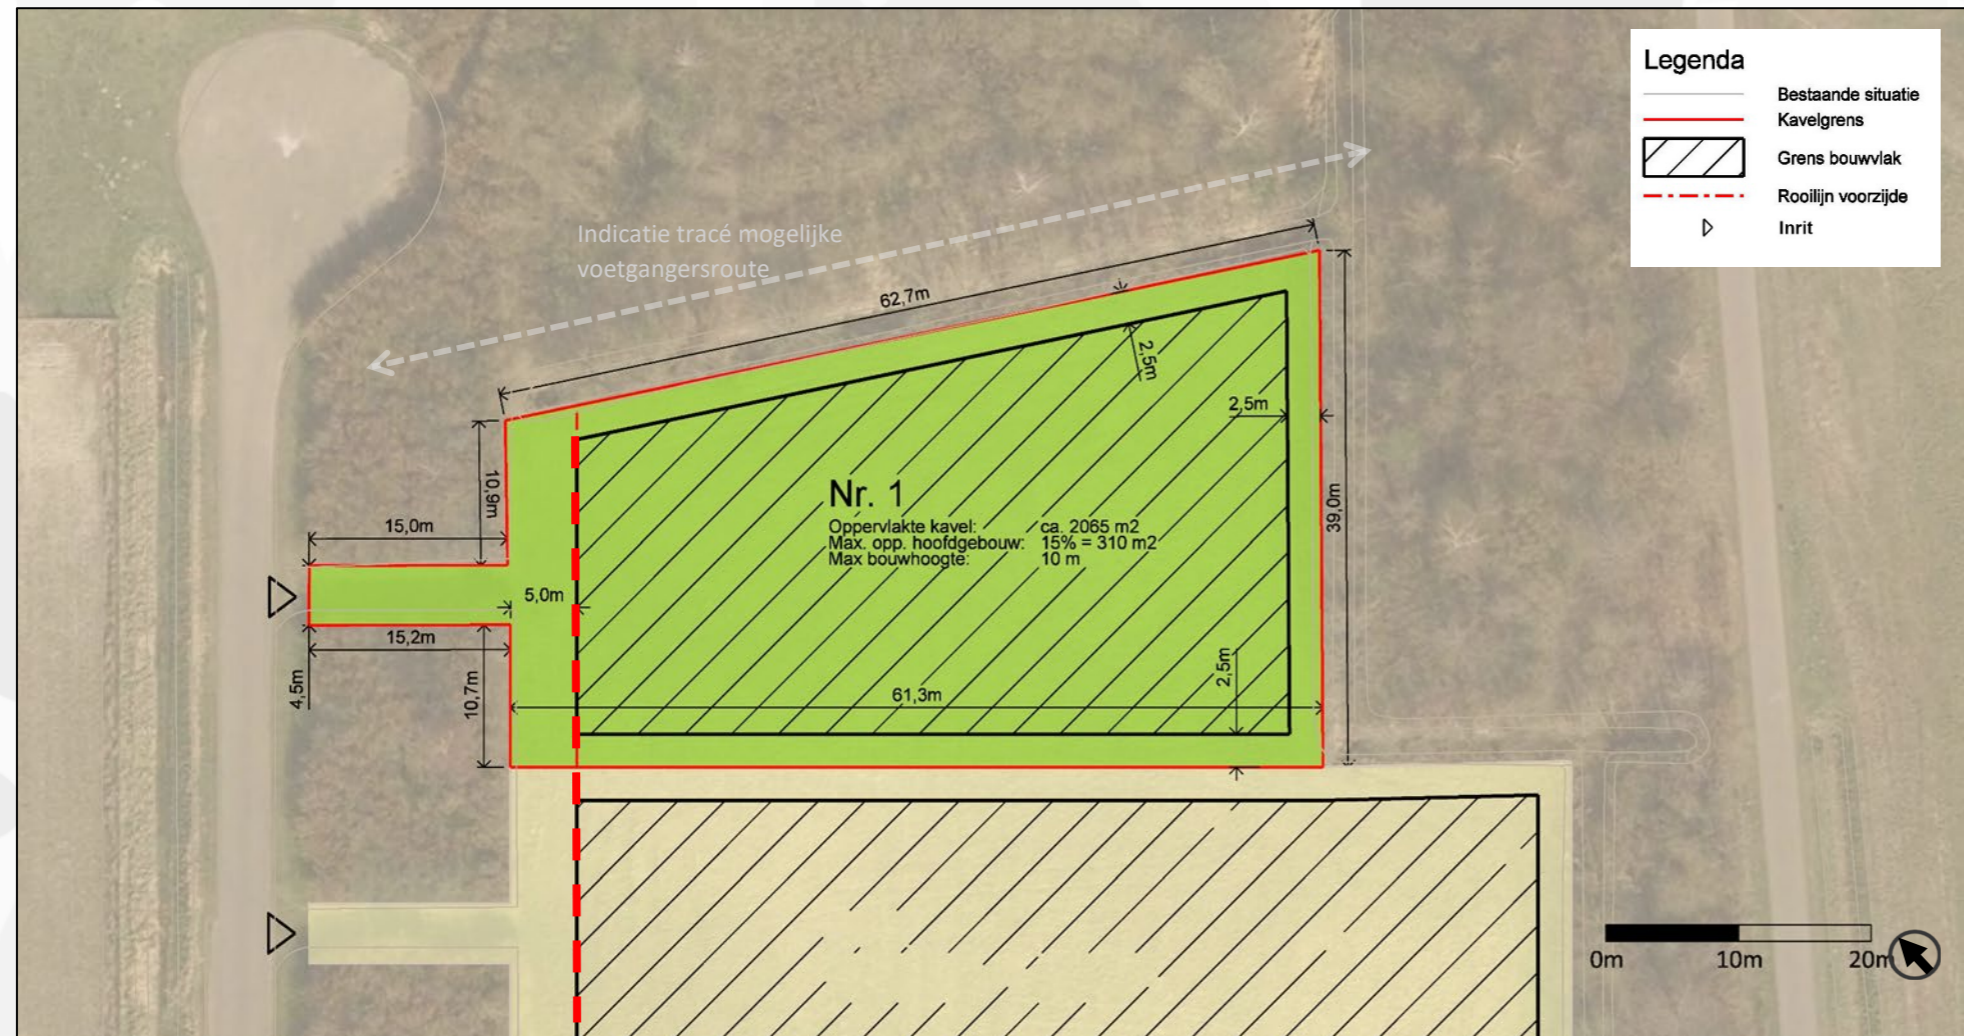 Legenda
Bestaande situatie
Kavelgrens
Grens bouwvlak
Rooilijn voorzijde
Inrit
Indicatie tracé mogelijke
voetgangersroute
62,7m
2,5m
2,5m
10,9m
39,0m
15,0m
Nr. 1
Oppervlakte kavel: ca. 2065 m2
Max. opp. hoofdgebouw: 15% = 310 m2
Max bouwhoogte: 10 m
5,0m
15,2m
4,5m
10,7m
61,3m
2,5m
0m 10m 20m